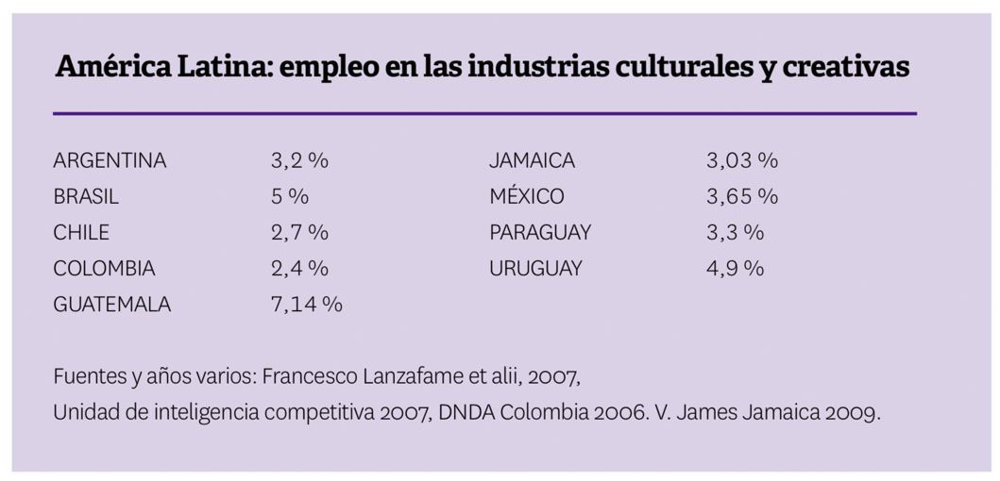 América Latina: empleo en las industrias culturales y creativas
ARGENTINA 3,2 %
BRASIL 5 %
CHILE 2,7 %
COLOMBIA 2,4 %
GUATEMALA 7,14 %
JAMAICA 3,03 %
MÉXICO 3,65 %
PARAGUAY 3,3 %
URUGUAY 4,9 %
Fuentes y años varios: Francesco Lanzafame et alii, 2007,
Unidad de inteligencia competitiva 2007, DNDA Colombia 2006. V. James Jamaica 2009.